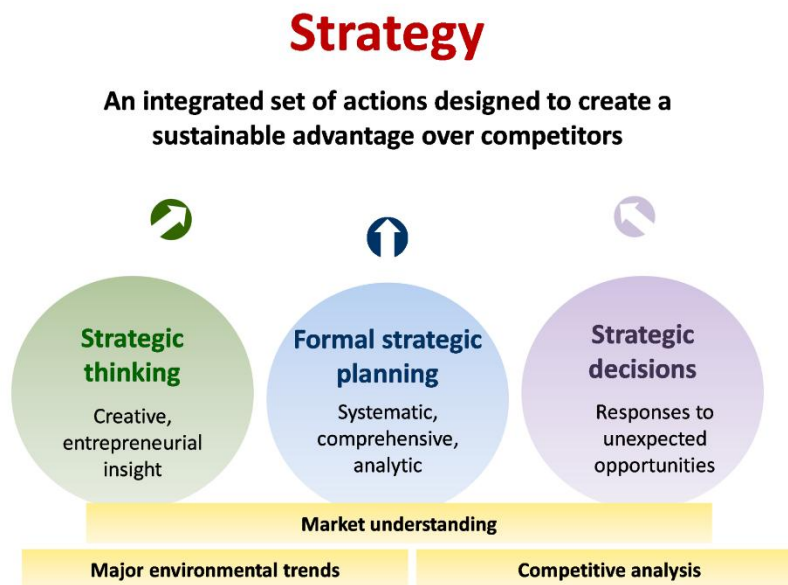 Strategy
An integrated set of actions designed to create a
sustainable advantage over competitors
Strategic
thinking
Creative,
entrepreneurial
insight
Formal strategic
planning
Systematic,
comprehensive,
analytic
Strategic
decisions
Responses to
unexpected
opportunities
Market understanding
Major environmental trends
Competitive analysis